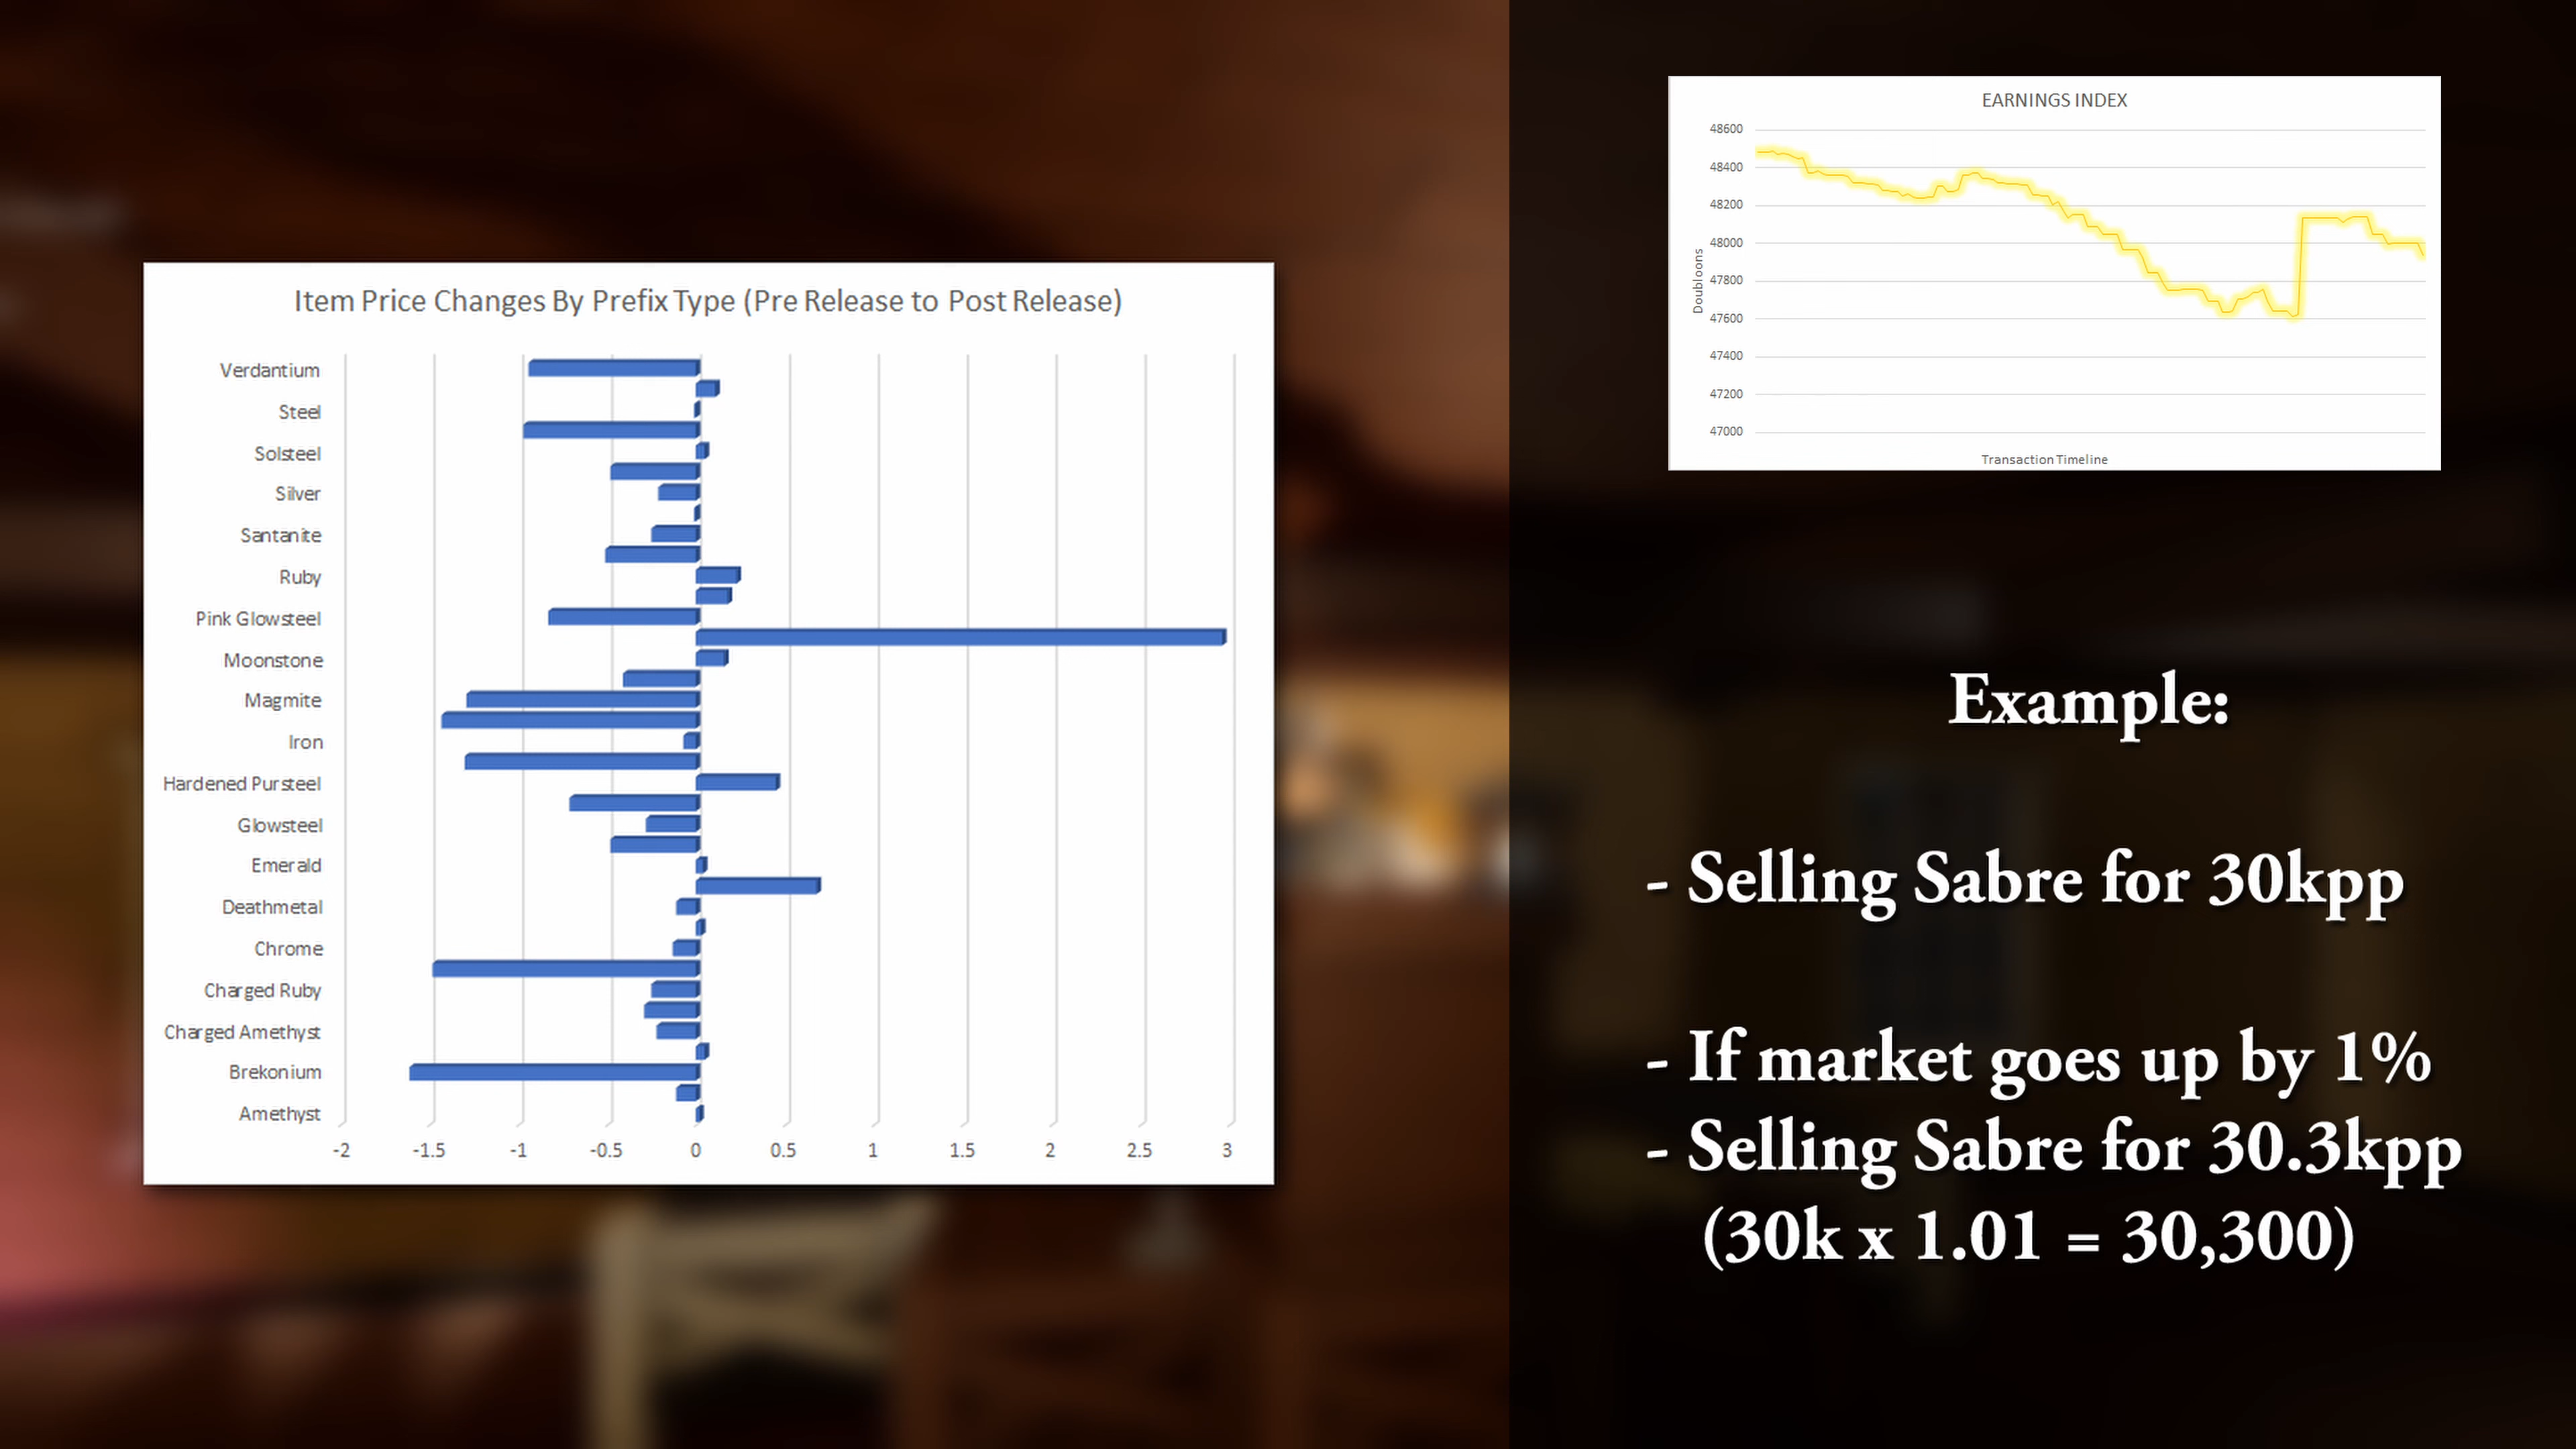 Item Price Changes By Prefix Type (Pre Release to Post Release)
Verdantium
Steel
Solsteel
Silver
Santanite
Ruby
Pink Glowsteel
Moonstone
Magmite
Iron
Hardened Pursteel
Glowsteel
Emerald
Deathmetal
Chrome
Charged Ruby
Charged Amethyst
Brekonium
Amethyst
-2 -1.5 -1 -0.5 0 0.5 1 1.5 2 2.5 3
EARNINGS INDEX
48600
48400
48200
48000
47800
47600
47400
47200
47000
Doubloons
Transaction Timeline
Example:
- Selling Sabre for 30kpp
- If market goes up by 1%
- Selling Sabre for 30.3kpp
(30k x 1.01 = 30,300)